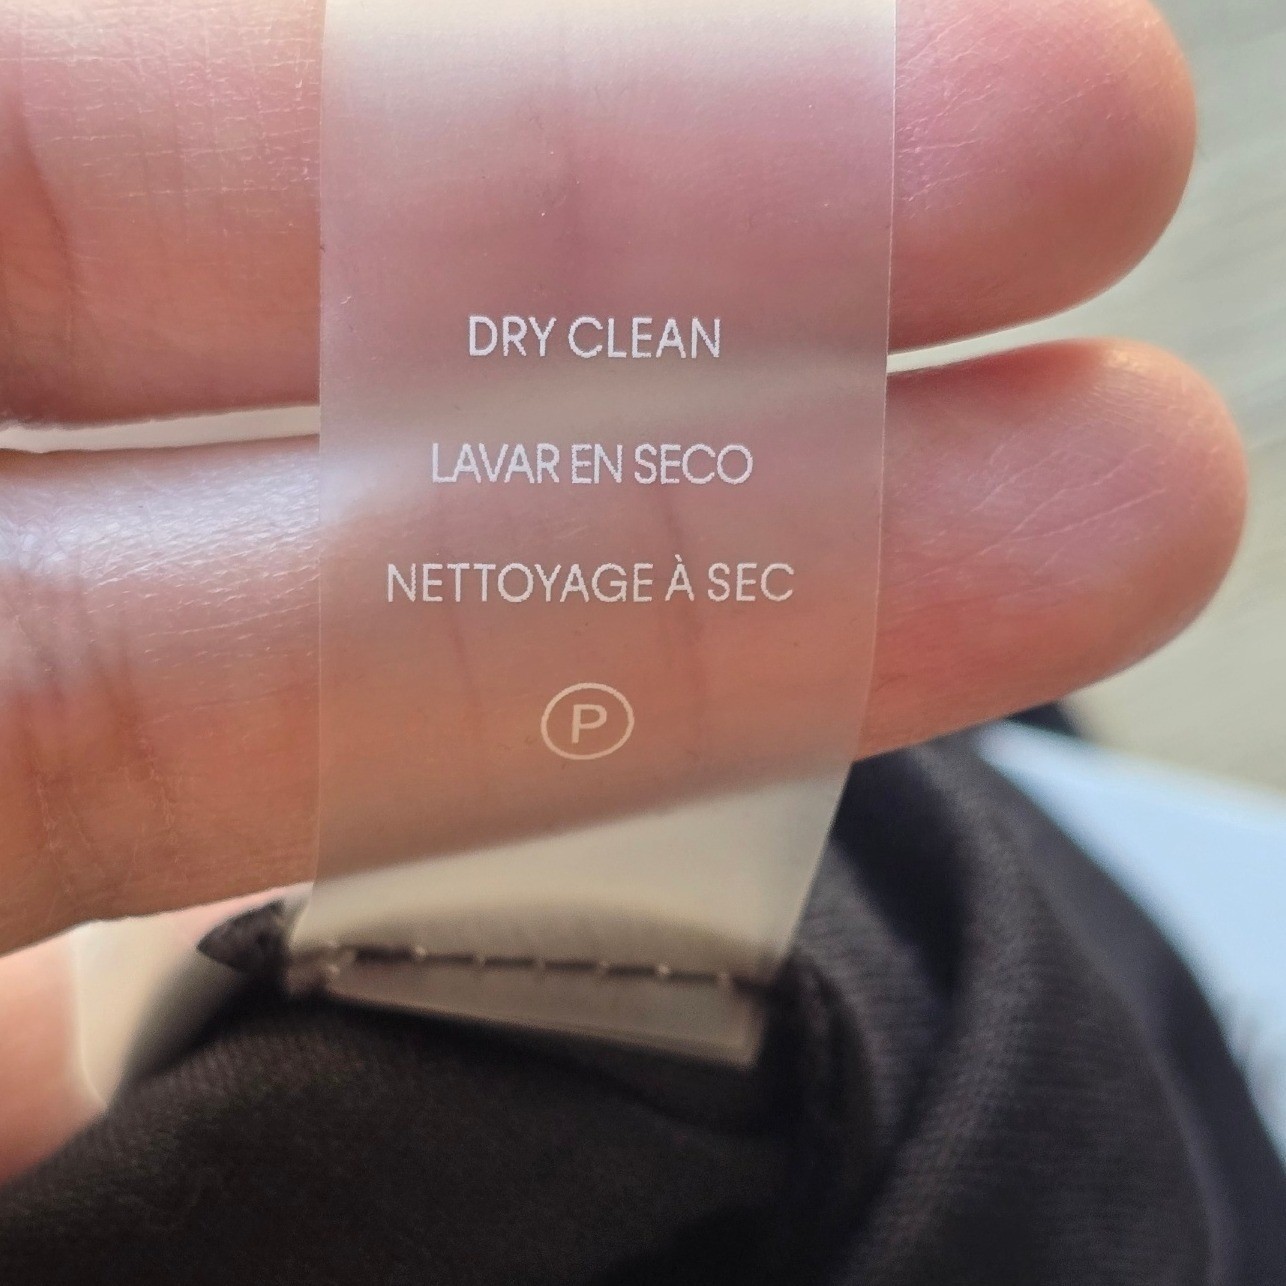 DRY CLEAN
LAVAR EN SECO
NETTOYAGE À SEC
P